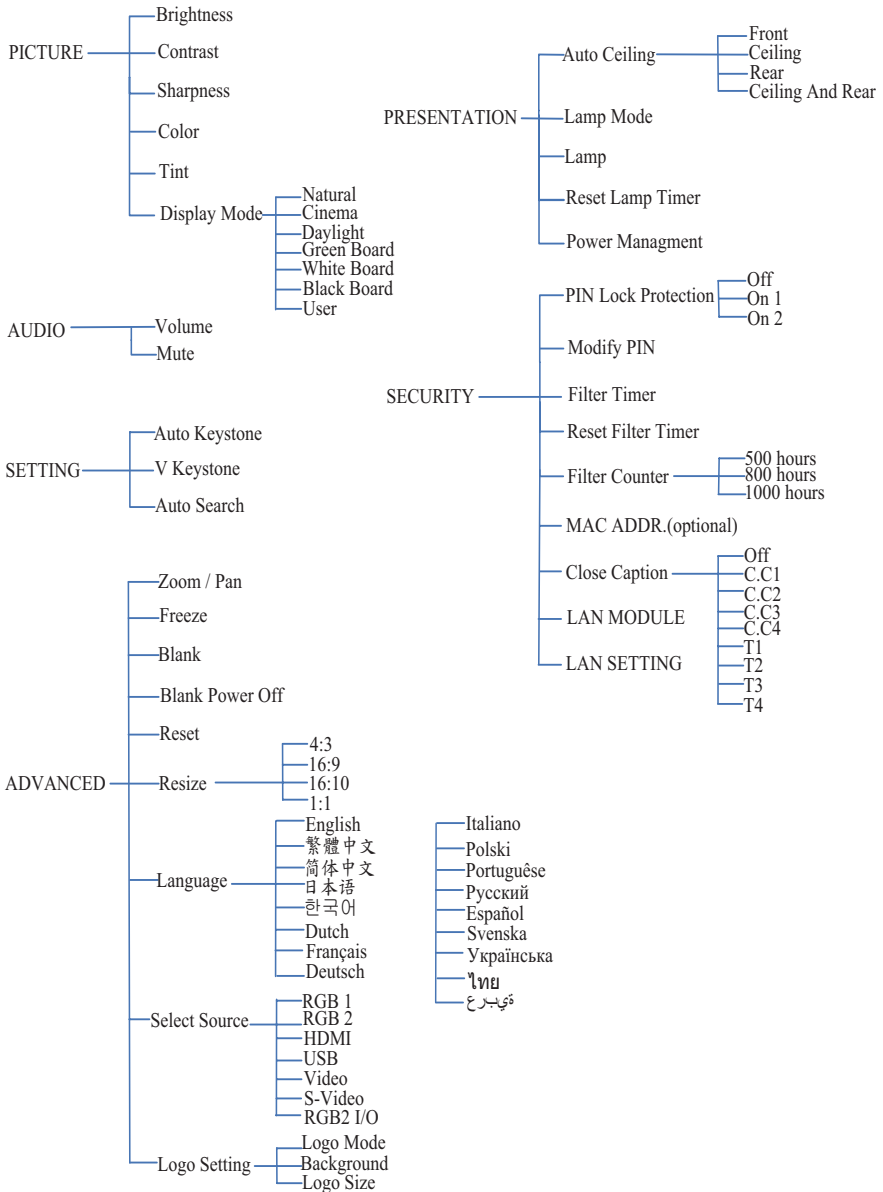 PICTURE
Brightness
Contrast
Sharpness
Color
Tint
Display Mode
Natural
Cinema
Daylight
Green Board
White Board
Black Board
User
AUDIO
Volume
Mute
SETTING
Auto Keystone
V Keystone
Auto Search
ADVANCED
Zoom / Pan
Freeze
Blank
Blank Power Off
Reset
Resize
4:3
16:9
16:10
1:1
Language
English
繁體中文
简体中文
日本语
한국어
Dutch
Français
Deutsch
Italiano
Polski
Portuguêse
Русский
Español
Svenska
Українська
ไทย
ةيبرع
Select Source
RGB 1
RGB 2
HDMI
USB
Video
S-Video
RGB2 I/O
Logo Setting
Logo Mode
Background
Logo Size
PRESENTATION
Auto Ceiling
Front
Ceiling
Rear
Ceiling And Rear
Lamp Mode
Lamp
Reset Lamp Timer
Power Managment
SECURITY
PIN Lock Protection
Off
On 1
On 2
Modify PIN
Filter Timer
Reset Filter Timer
Filter Counter
500 hours
800 hours
1000 hours
MAC ADDR.(optional)
Close Caption
Off
C.C1
C.C2
C.C3
C.C4
T1
T2
T3
T4
LAN MODULE
LAN SETTING